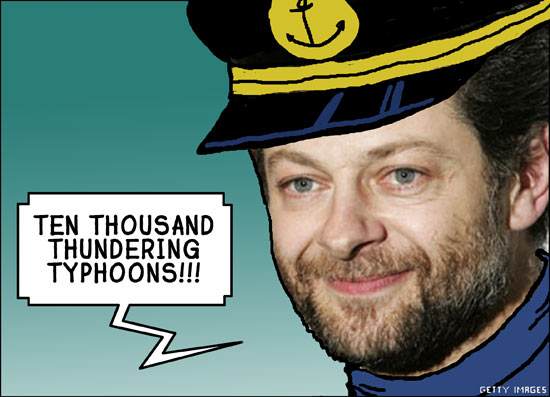 TEN THOUSAND
THUNDERING
TYPHOONS!!!
GETTY IMAGES